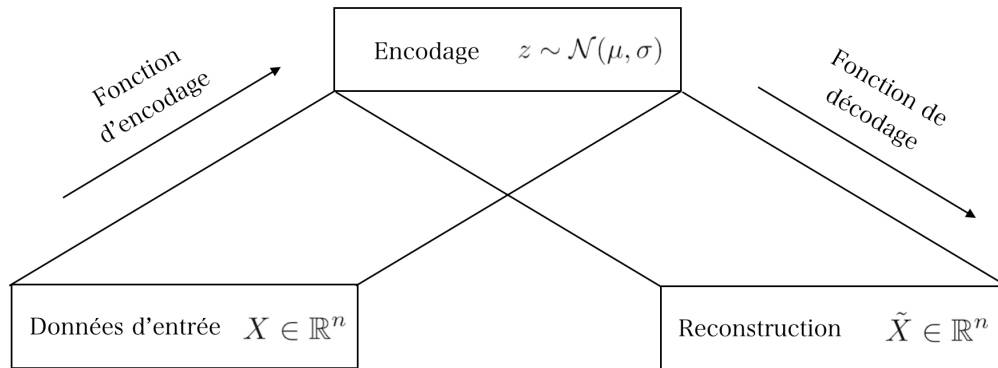 Encodage z ∼ 𝒩(μ, σ)
Fonction
d'encodage
Fonction de
décodage
Données d'entrée X ∈ ℝⁿ
Reconstruction X̃ ∈ ℝⁿ